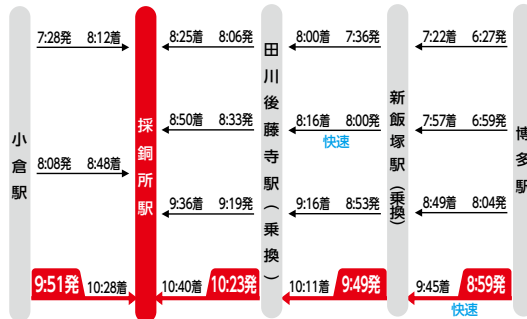 7:28発 8:12着 8:25着 8:06発 8:00着 7:36発 7:22着 6:27発
8:50着 8:33発 8:16着 8:00発 7:57着 6:59発
快速
8:08発 8:48着
9:36着 9:19発 9:16着 8:53発 8:49着 8:04発
9:51発 10:28着 10:40着 10:23発 10:11着 9:49発 9:45着 8:59発
快速
小倉駅
採銅所駅
田川後藤寺駅(乗換)
新飯塚駅(乗換)
博多駅